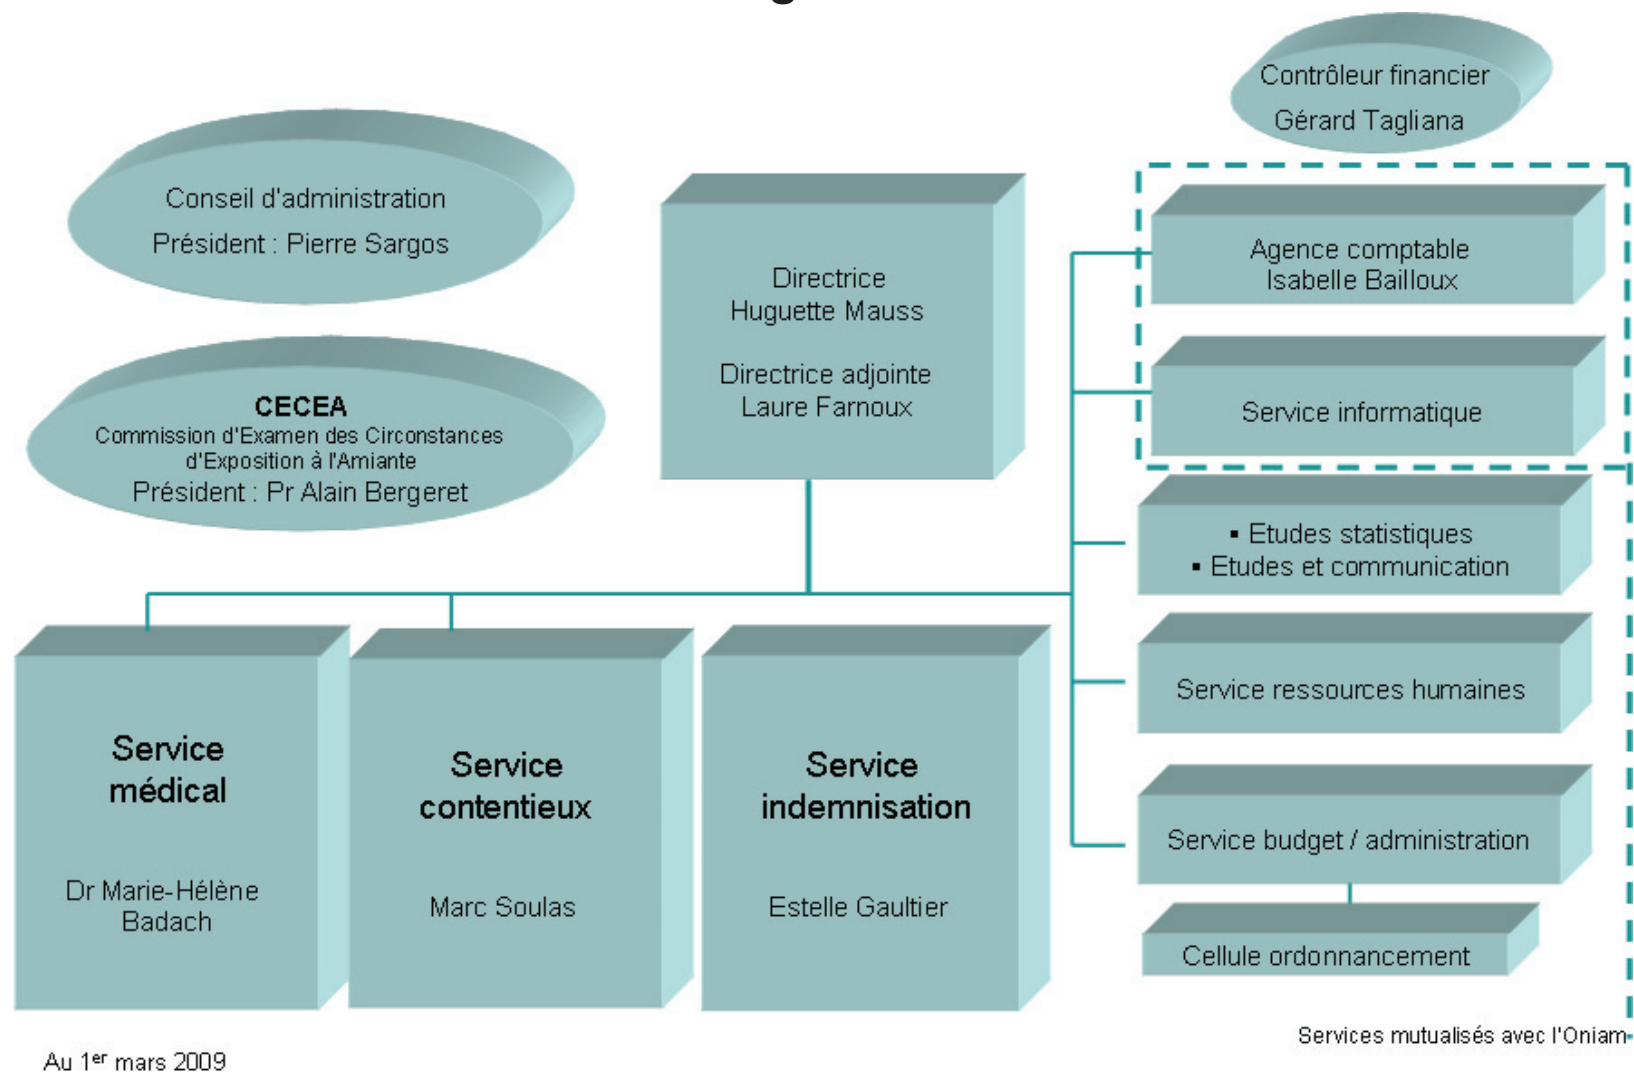 Contrôleur financier
Gérard Tagliana
Conseil d'administration
Président : Pierre Sargos
CECEA
Commission d'Examen des Circonstances
d'Exposition à l'Amiante
Président : Pr Alain Bergeret
Directrice
Huguette Mauss
Directrice adjointe
Laure Farnoux
Agence comptable
Isabelle Bailloux
Service informatique
▪ Etudes statistiques
▪ Etudes et communication
Service ressources humaines
Service budget / administration
Cellule ordonnancement
Service
médical
Dr Marie-Hélène
Badach
Service
contentieux
Marc Soulas
Service
indemnisation
Estelle Gaultier
Services mutualisés avec l'Oniam
Au 1er mars 2009